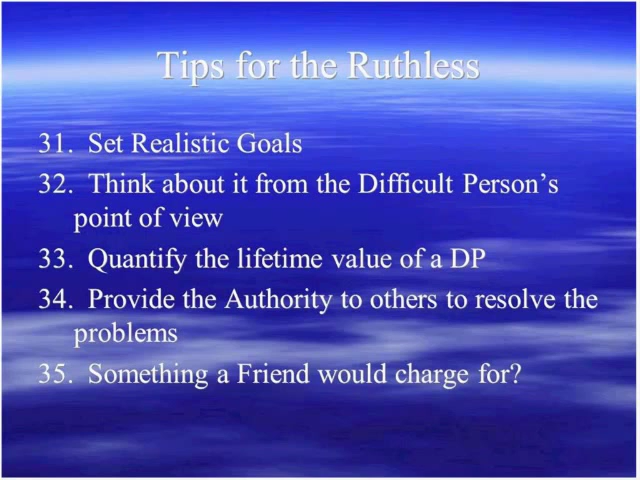 Tips for the Ruthless
31. Set Realistic Goals
32. Think about it from the Difficult Person’s
point of view
33. Quantify the lifetime value of a DP
34. Provide the Authority to others to resolve the
problems
35. Something a Friend would charge for?